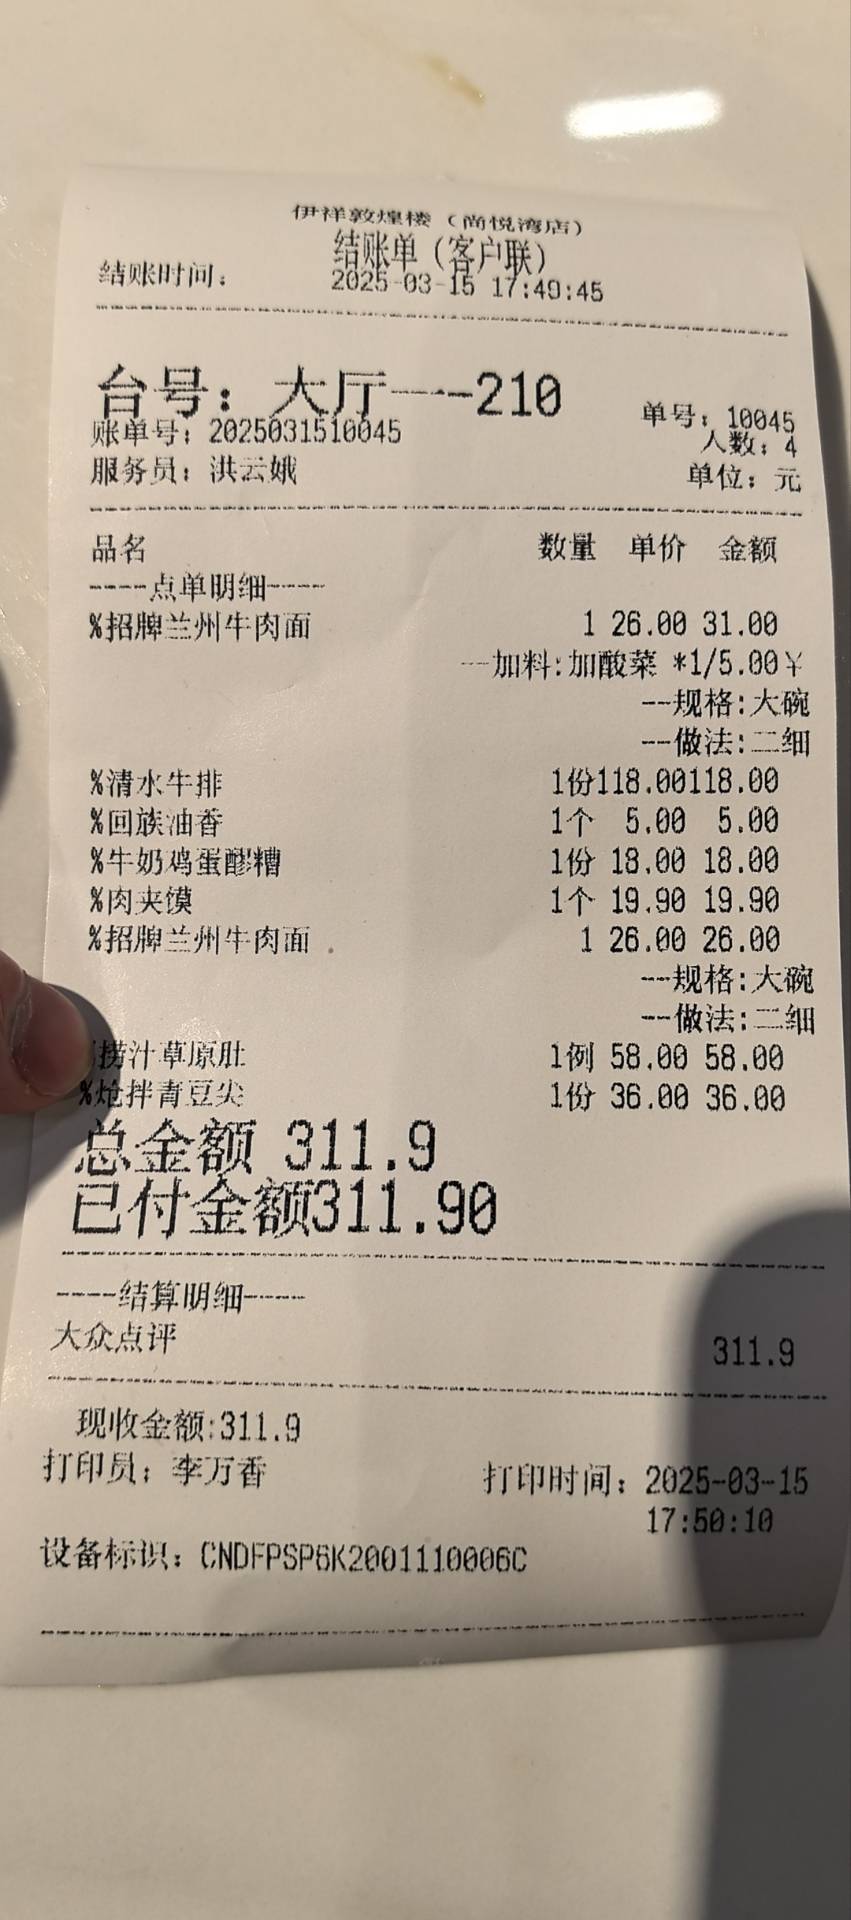 伊祥敦煌楼（尚悦湾店）
结账单（客户联）
结账时间： 2025-03-15 17:49:45
台号：大厅一--210
单号：10045
账单号：2025031510045
人数：4
服务员：洪云娥 单位：元
品名 数量 单价 金额
----点单明细----
%招牌兰州牛肉面 1 26.00 31.00
--加料:加酸菜 *1/5.00￥
--规格:大碗
--做法:二细
%清水牛排 1份118.00118.00
%回族油香 1个 5.00 5.00
%牛奶鸡蛋醪糟 1份 18.00 18.00
%肉夹馍 1个 19.90 19.90
%招牌兰州牛肉面 1 26.00 26.00
--规格:大碗
--做法:二细
捞汁草原肚 1例 58.00 58.00
%炝拌青豆尖 1份 36.00 36.00
总金额 311.9
已付金额311.90
----结算明细----
大众点评 311.9
现收金额:311.9
打印员：李万香 打印时间：2025-03-15
17:50:10
设备标识：CNDFPSP6K2001110006C